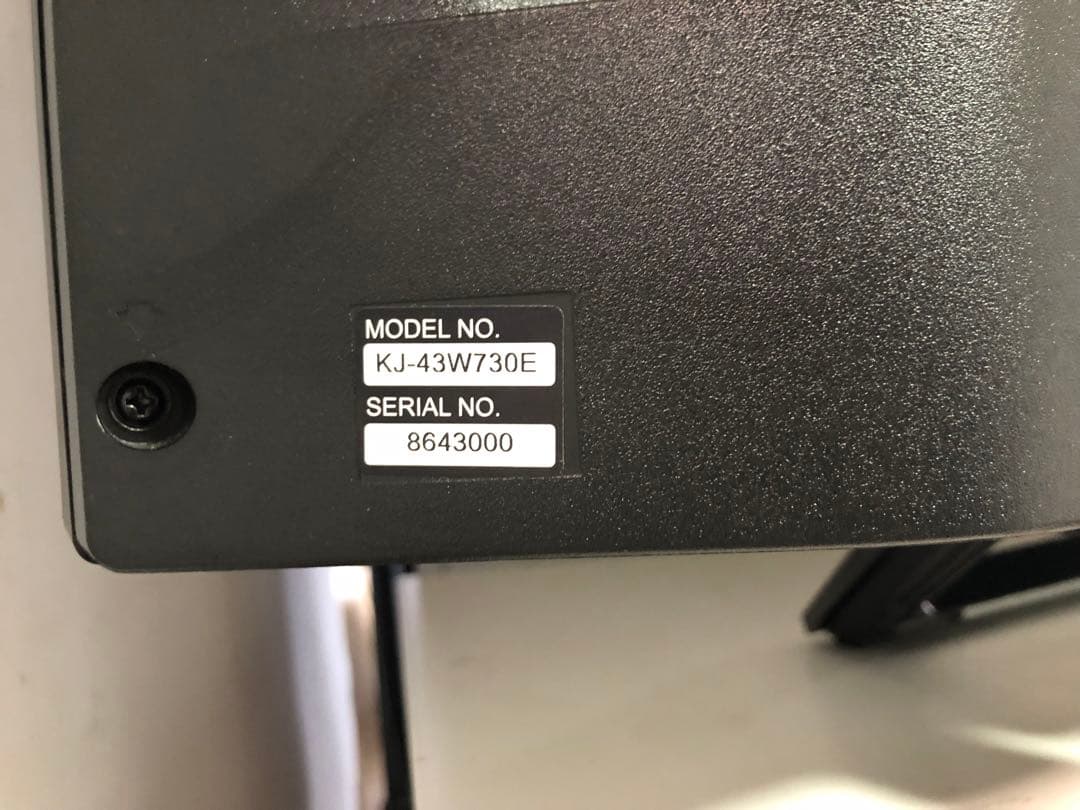 MODEL NO.
KJ-43W730E
SERIAL NO.
8643000